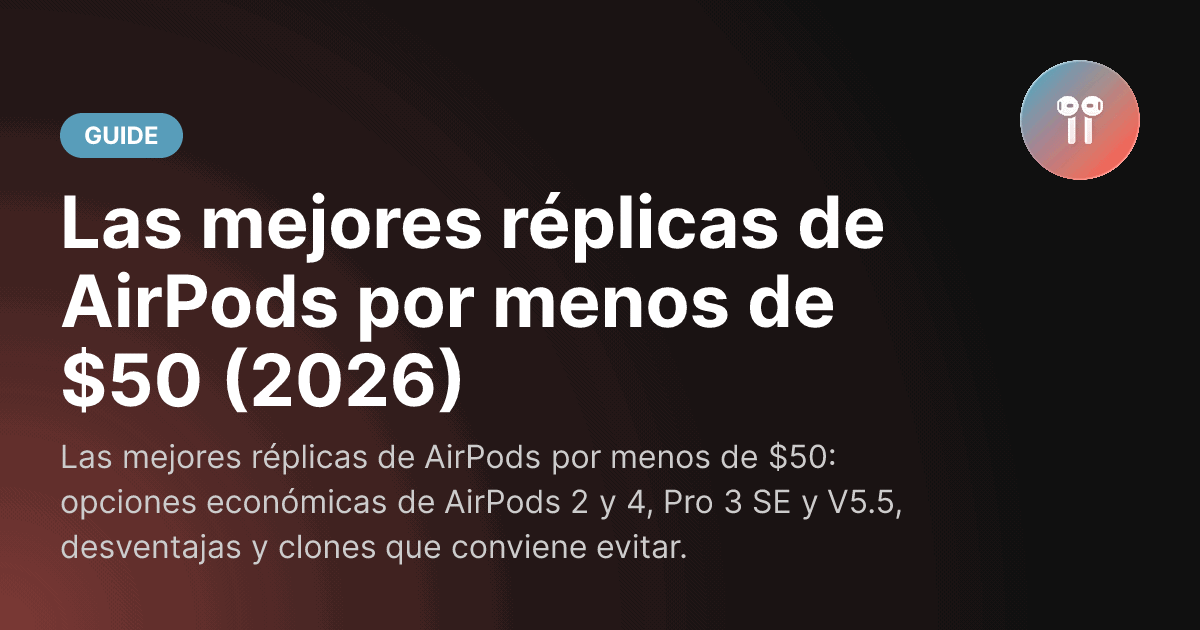 GUIDE
Las mejores réplicas de
AirPods por menos de
$50 (2026)
Las mejores réplicas de AirPods por menos de $50:
opciones económicas de AirPods 2 y 4, Pro 3 SE y V5.5,
desventajas y clones que conviene evitar.